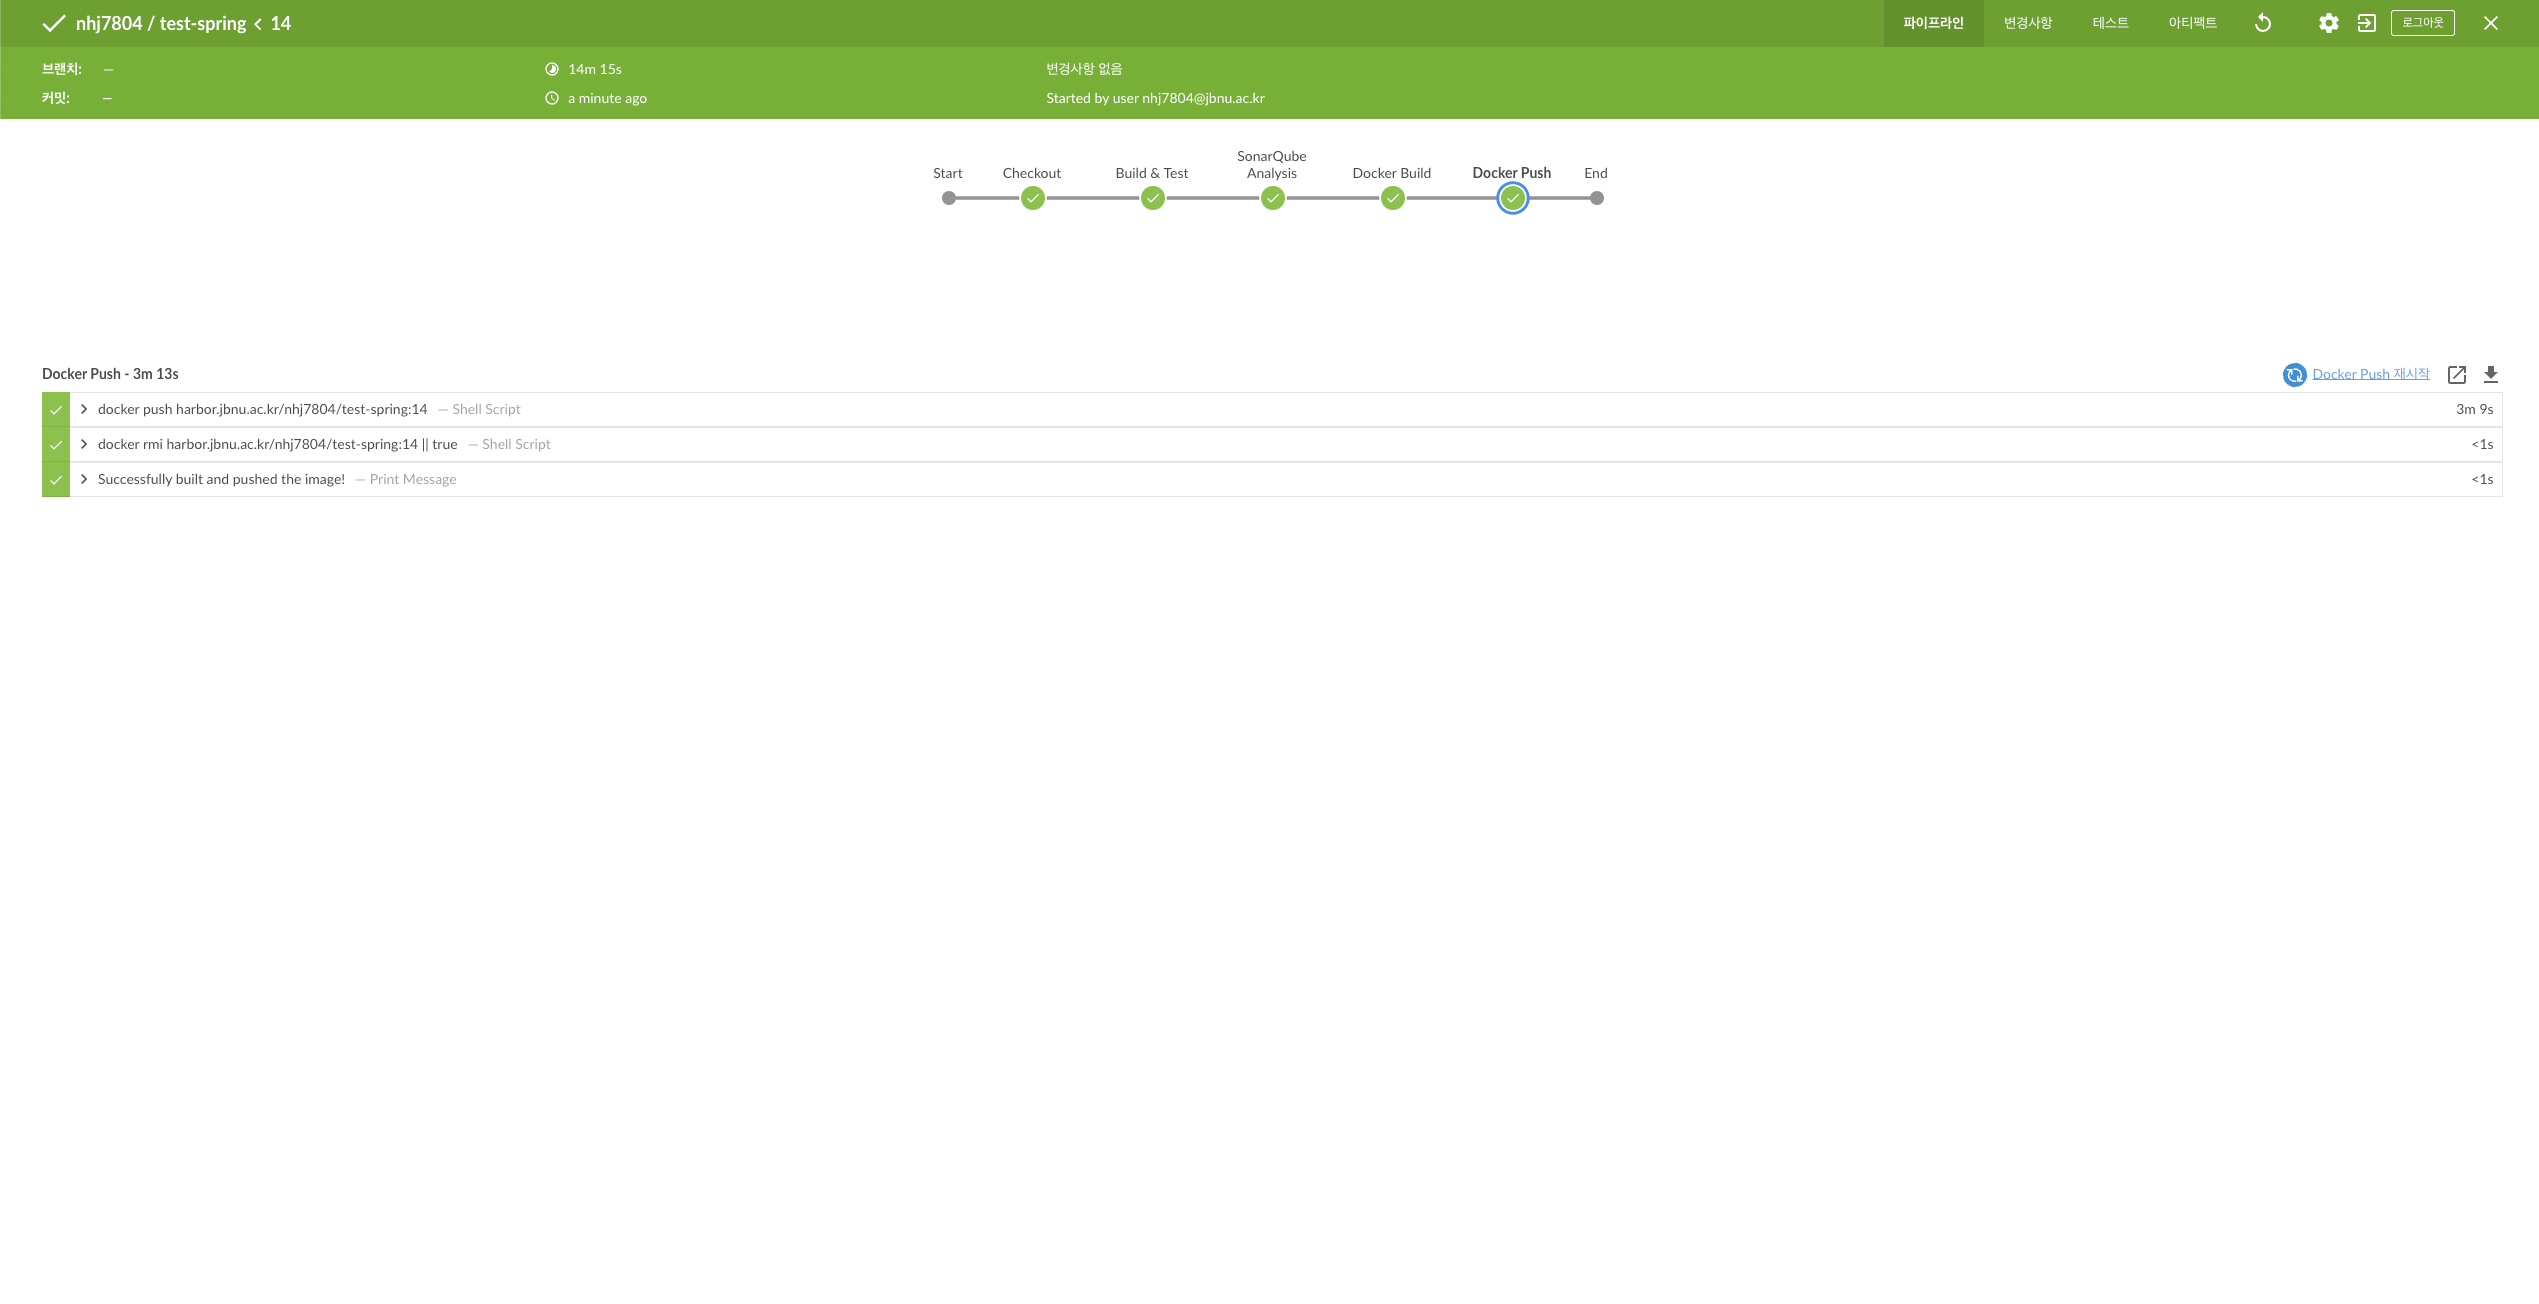 nhj7804 / test-spring < 14
파이프라인 변경사항 테스트 아티팩트 로그아웃
브랜치: — 14m 15s 변경사항 없음
커밋: — a minute ago Started by user nhj7804@jbnu.ac.kr
Start Checkout Build & Test SonarQube Analysis Docker Build Docker Push End
Docker Push - 3m 13s Docker Push 재시작
docker push harbor.jbnu.ac.kr/nhj7804/test-spring:14 — Shell Script 3m 9s
docker rmi harbor.jbnu.ac.kr/nhj7804/test-spring:14 || true — Shell Script <1s
Successfully built and pushed the image! — Print Message <1s